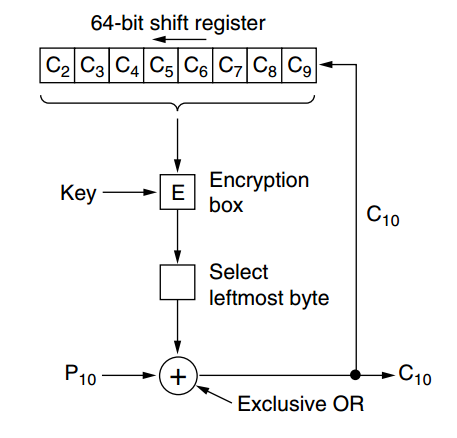 64-bit shift register
C2 C3 C4 C5 C6 C7 C8 C9
Key
E
Encryption
box
C10
Select
leftmost byte
P10
+
C10
Exclusive OR